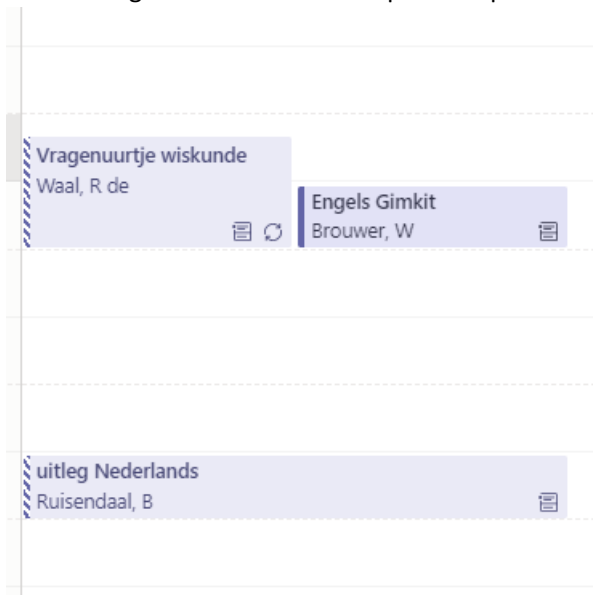 Vragenuurtje wiskunde
Waal, R de
Engels Gimkit
Brouwer, W
uitleg Nederlands
Ruisendaal, B